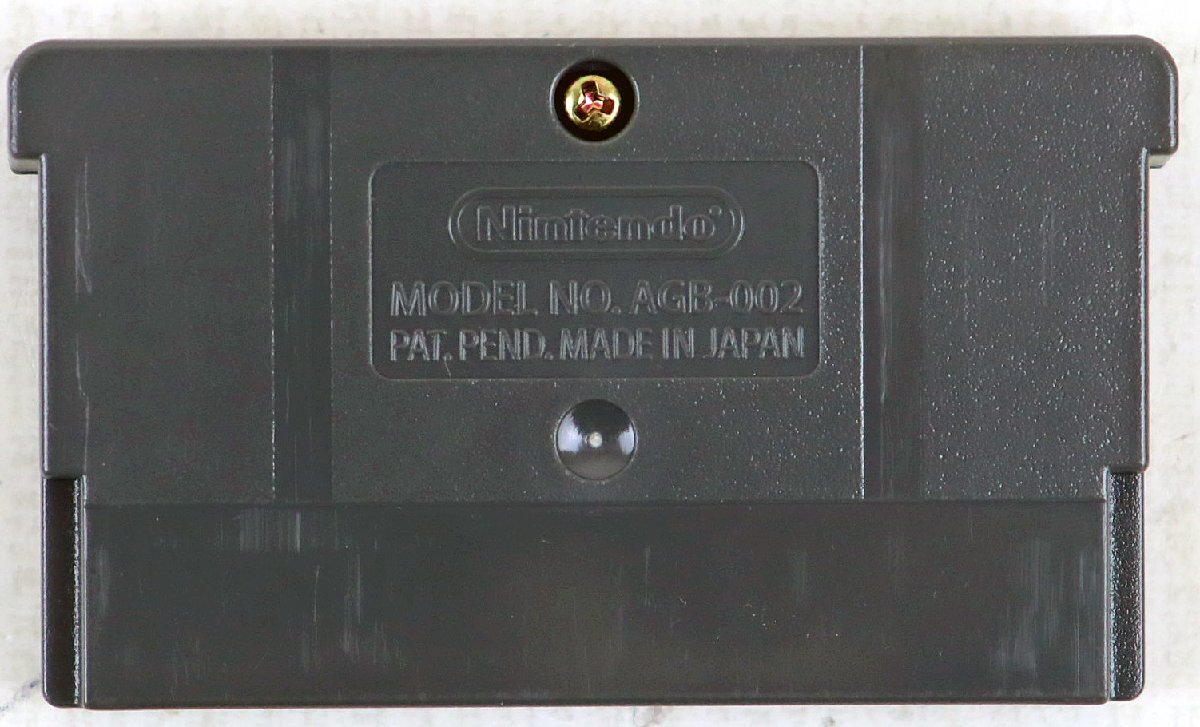 Nintendo
MODEL NO. AGB-002
PAT. PEND. MADE IN JAPAN